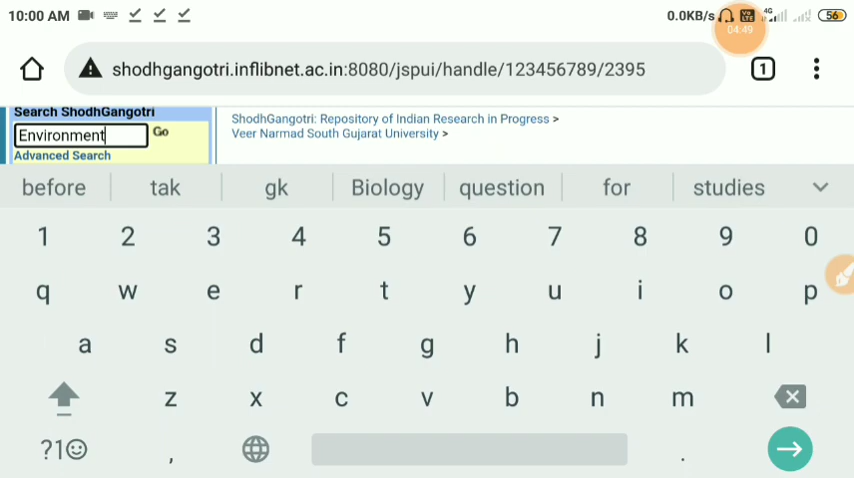 10:00 AM 0.0KB/s Vo LTE 4G 56
04:49
shodhgangotri.inflibnet.ac.in:8080/jspui/handle/123456789/2395 1
Search ShodhGangotri
Environment Go
Advanced Search
ShodhGangotri: Repository of Indian Research in Progress >
Veer Narmad South Gujarat University >
before tak gk Biology question for studies
1 2 3 4 5 6 7 8 9 0
q w e r t y u i o p
a s d f g h j k l
z x c v b n m
?1☺ , .